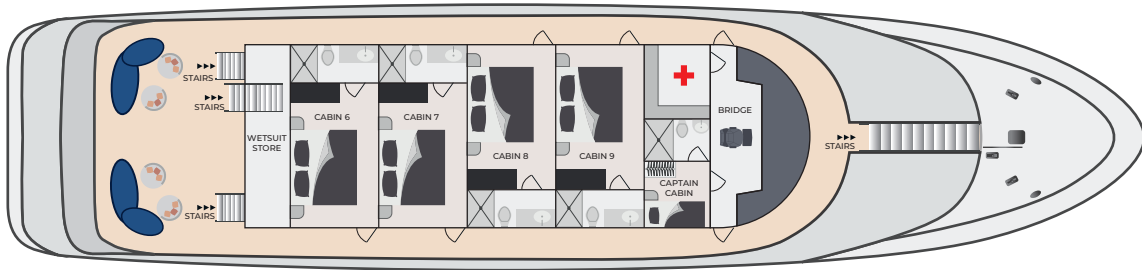 ▸▸▸
STAIRS
▸▸▸
STAIRS
WETSUIT
STORE
▸▸▸
STAIRS
CABIN 6
CABIN 7
CABIN 8
CABIN 9
CAPTAIN
CABIN
BRIDGE
▸▸▸
STAIRS